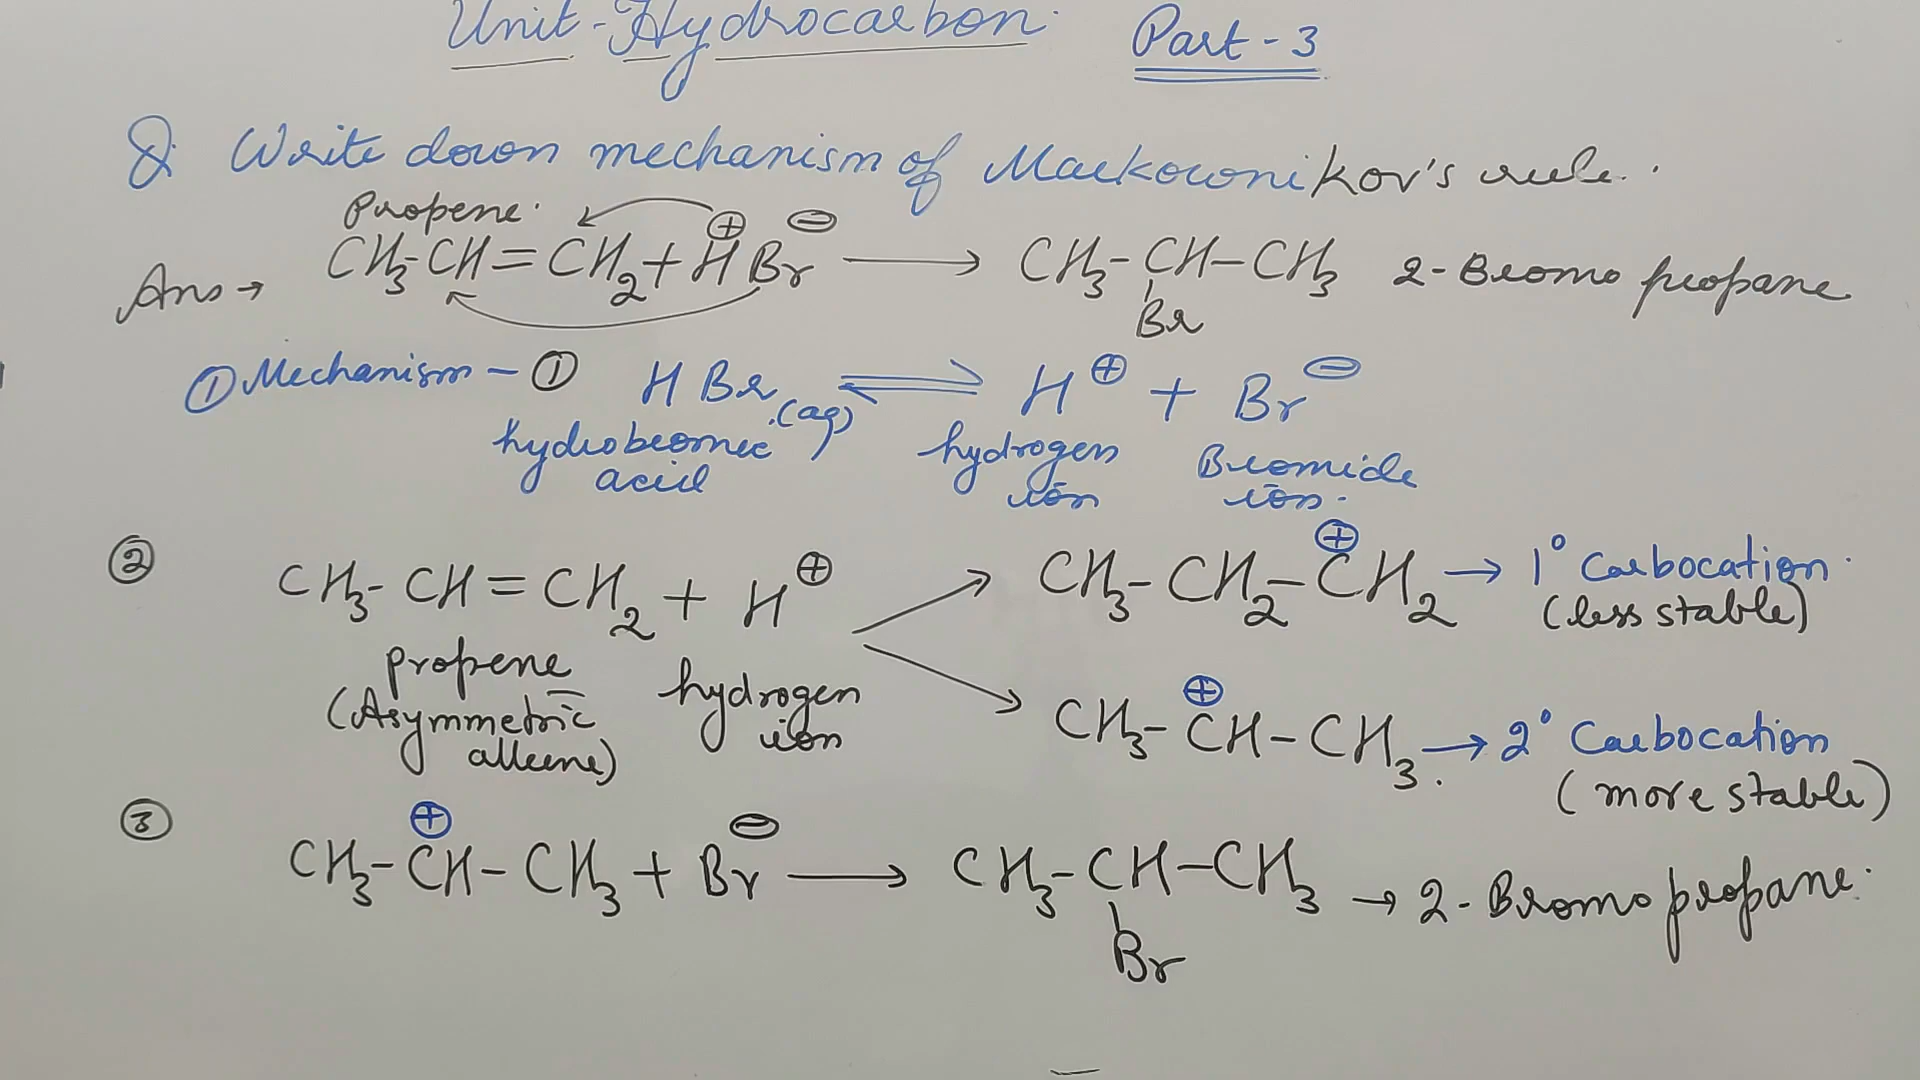 Unit-Hydrocarbon. Part-3
Q. Write down mechanism of Markowonikov's rule.
Propene.
Ans → CH₃-CH=CH₂ + H⊕ Br⊖ ⟶ CH₃-CH-CH₃ 2-Bromo propane
Br
① Mechanism - ① HBr (aq) ⇌ H⊕ + Br⊖
hydrobromic acid hydrogen ion Bromide ion.
② CH₃-CH=CH₂ + H⊕
propene (Asymmetric alkene) hydrogen ion
CH₃-CH₂-C⊕H₂ → 1° Carbocation. (less stable)
CH₃-C⊕H-CH₃. → 2° Carbocation (more stable)
③ CH₃-C⊕H-CH₃ + Br⊖ ⟶ CH₃-CH-CH₃ → 2-Bromo propane.
Br